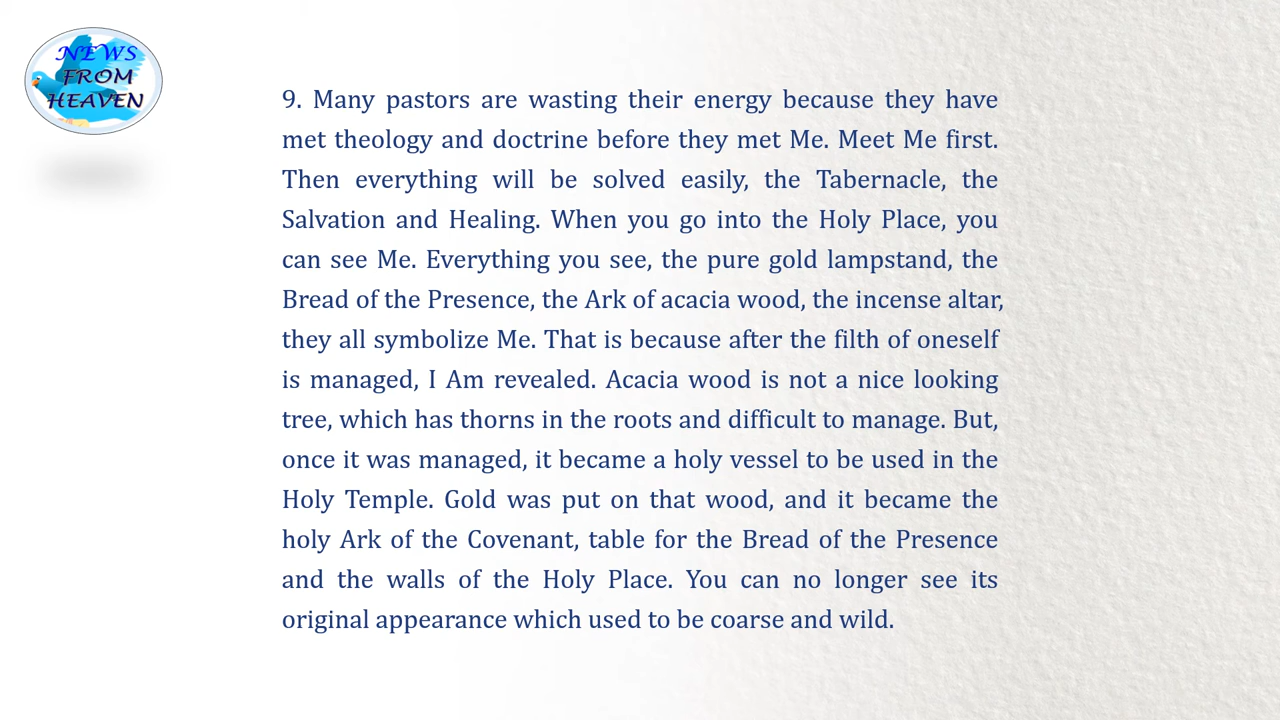 NEWS
FROM
HEAVEN
9. Many pastors are wasting their energy because they have
met theology and doctrine before they met Me. Meet Me first.
Then everything will be solved easily, the Tabernacle, the
Salvation and Healing. When you go into the Holy Place, you
can see Me. Everything you see, the pure gold lampstand, the
Bread of the Presence, the Ark of acacia wood, the incense altar,
they all symbolize Me. That is because after the filth of oneself
is managed, I Am revealed. Acacia wood is not a nice looking
tree, which has thorns in the roots and difficult to manage. But,
once it was managed, it became a holy vessel to be used in the
Holy Temple. Gold was put on that wood, and it became the
holy Ark of the Covenant, table for the Bread of the Presence
and the walls of the Holy Place. You can no longer see its
original appearance which used to be coarse and wild.